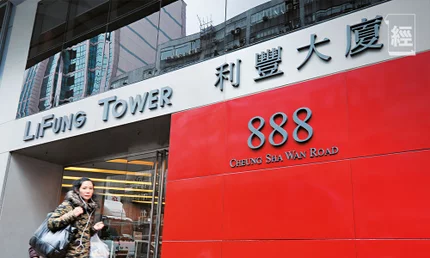 LiFung Tower
利豐大廈
888
Cheung Sha Wan Road
經